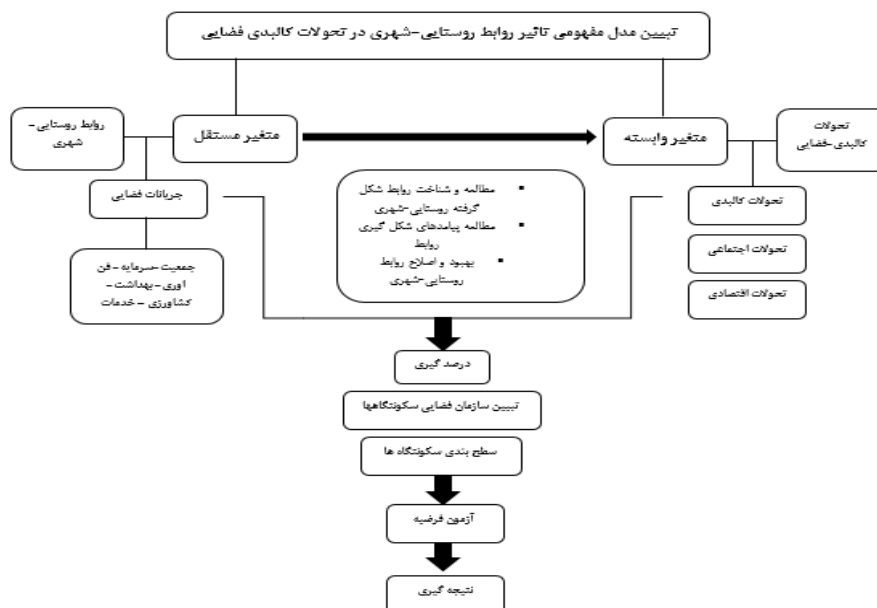 تبیین مدل مفهومی تاثیر روابط روستایی-شهری در تحولات کالبدی فضایی
تحولات
کالبدی-فضایی
متغیر وابسته
متغیر مستقل
روابط روستایی-
شهری
تحولات کالبدی
تحولات اجتماعی
تحولات اقتصادی
▪ مطالعه و شناخت روابط شکل
گرفته روستایی-شهری
▪ مطالعه پیامدهای شکل گیری
روابط
▪ بهبود و اصلاح روابط
روستایی-شهری
جریانات فضایی
جمعیت-سرمایه-فن
اوری-بهداشت-
کشاورزی-خدمات
درصد گیری
تبیین سازمان فضایی سکونتگاهها
سطح بندی سکونتگاه ها
آزمون فرضیه
نتیجه گیری